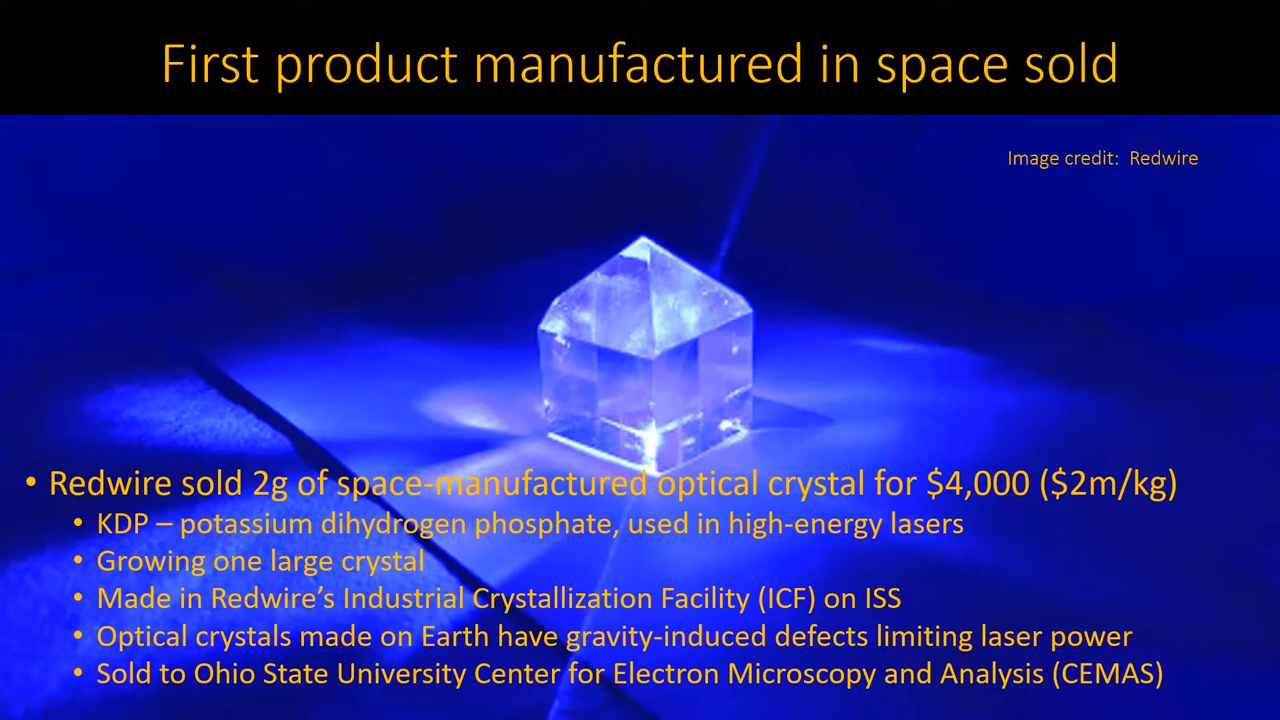 First product manufactured in space sold
Image credit:  Redwire
• Redwire sold 2g of space-manufactured optical crystal for $4,000 ($2m/kg)
• KDP – potassium dihydrogen phosphate, used in high-energy lasers
• Growing one large crystal
• Made in Redwire’s Industrial Crystallization Facility (ICF) on ISS
• Optical crystals made on Earth have gravity-induced defects limiting laser power
• Sold to Ohio State University Center for Electron Microscopy and Analysis (CEMAS)